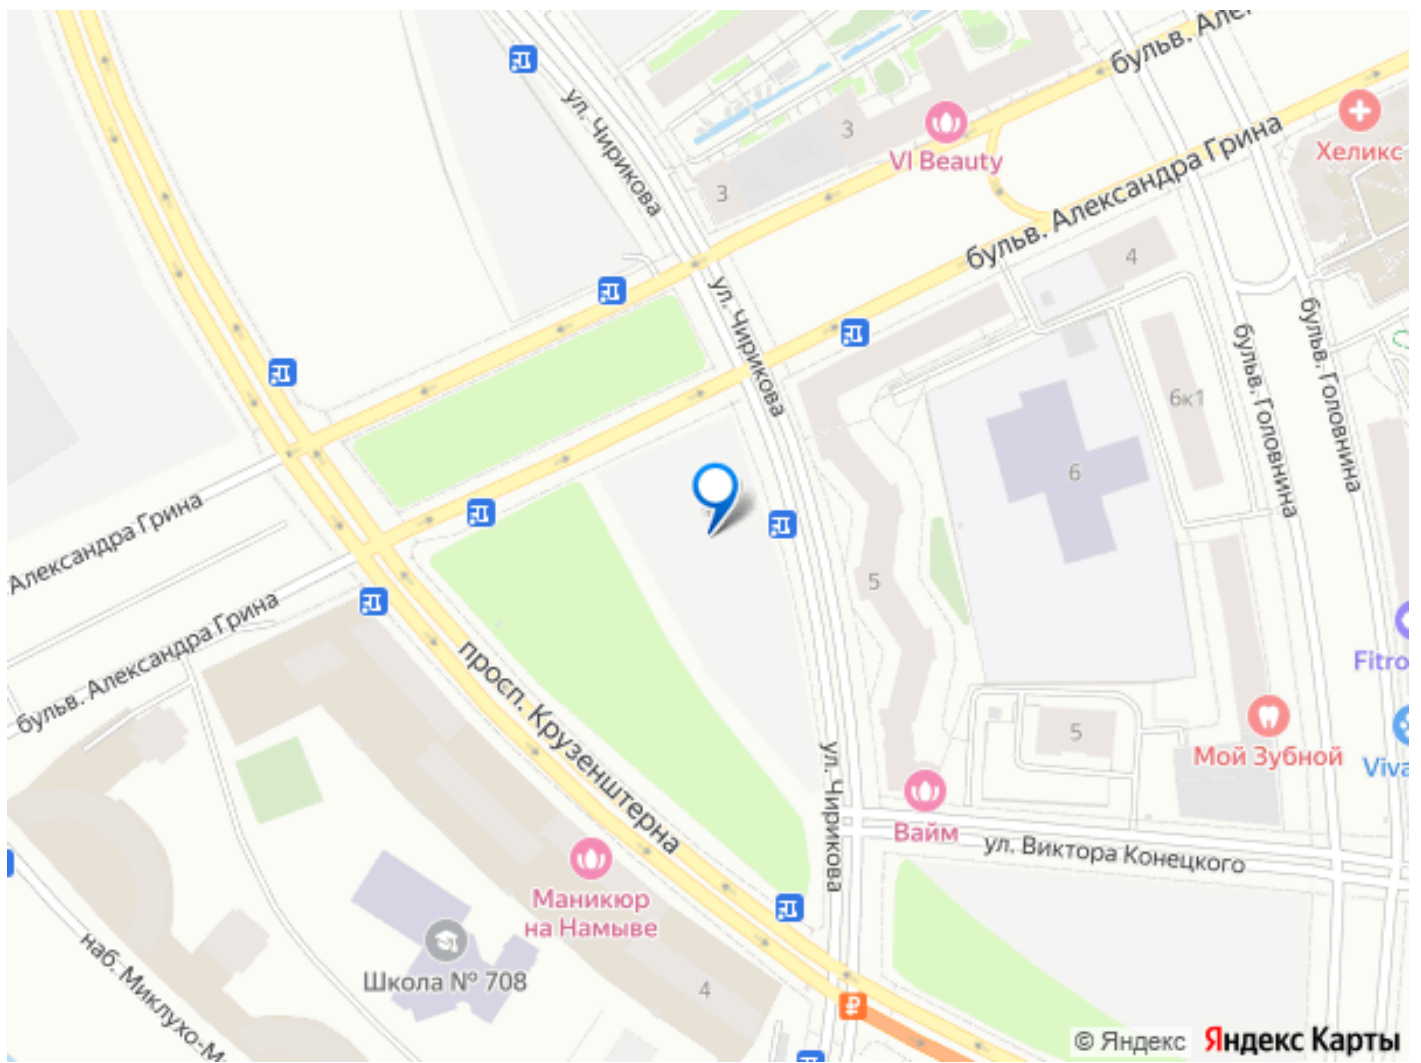 бульв. Але
ул. Чирикова
3
VI Beauty
бульв. Александра Грина
Хеликс
3
4
ул. Чирикова
бульв. Головнина
бульв. Головнина
6к1
6
Александра Грина
5
бульв. Александра Грина
просп. Крузенштерна
Fitro
5
Мой Зубной
Viva
ул. Чирикова
Вайм
ул. Виктора Конецкого
Маникюр
на Намыве
наб. Миклухо-М
Школа № 708
4
© Яндекс
Яндекс Карты